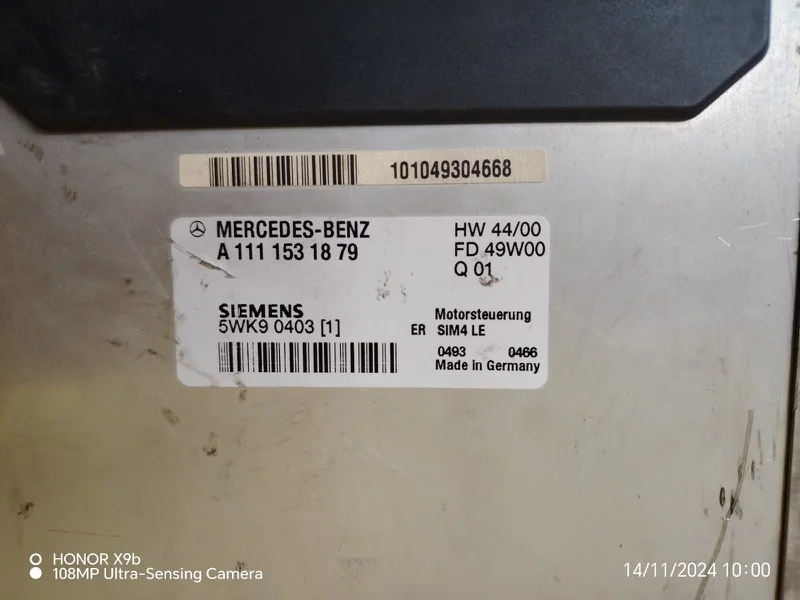 101049304668
MERCEDES-BENZ
A 111 153 18 79
HW 44/00
FD 49W00
Q 01
SIEMENS
5WK9 0403 [1]
Motorsteuerung
ER SIM4 LE
0493 0466
Made in Germany
HONOR X9b
108MP Ultra-Sensing Camera
14/11/2024 10:00